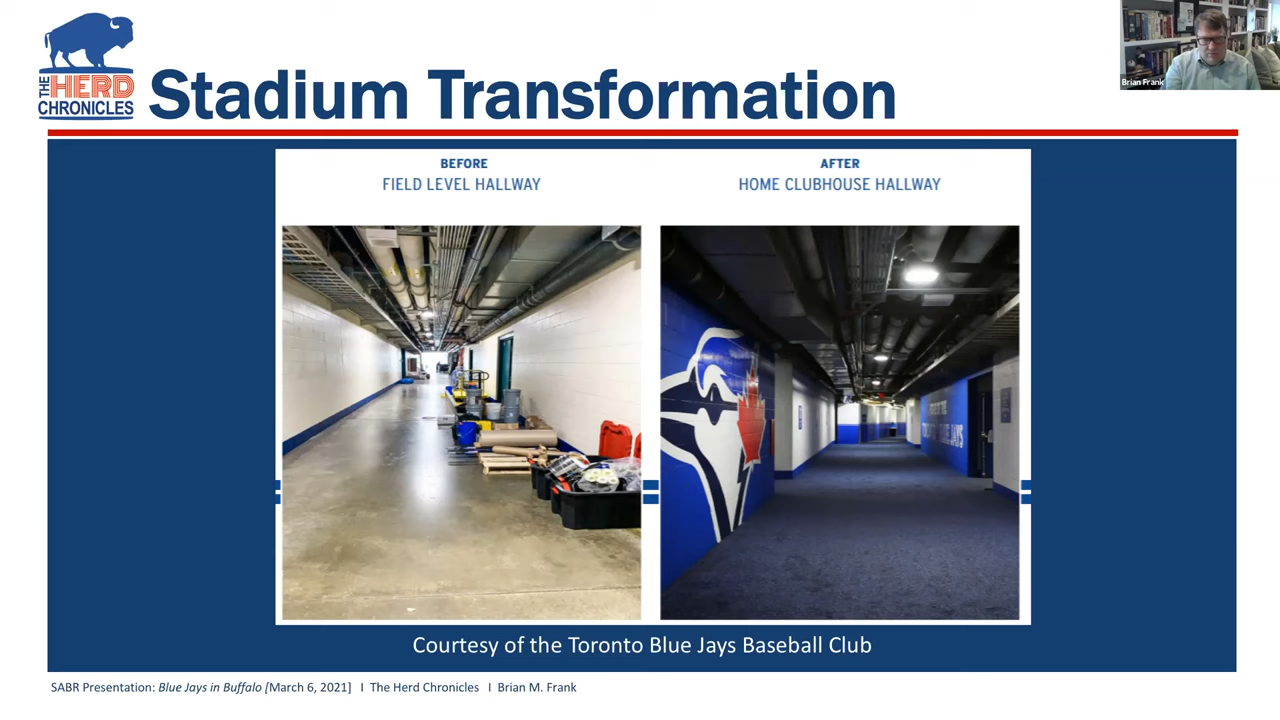 THE HERD
CHRONICLES
Stadium Transformation
Brian Frank
BEFORE
FIELD LEVEL HALLWAY
AFTER
HOME CLUBHOUSE HALLWAY
Courtesy of the Toronto Blue Jays Baseball Club
SABR Presentation: Blue Jays in Buffalo [March 6, 2021] I The Herd Chronicles I Brian M. Frank